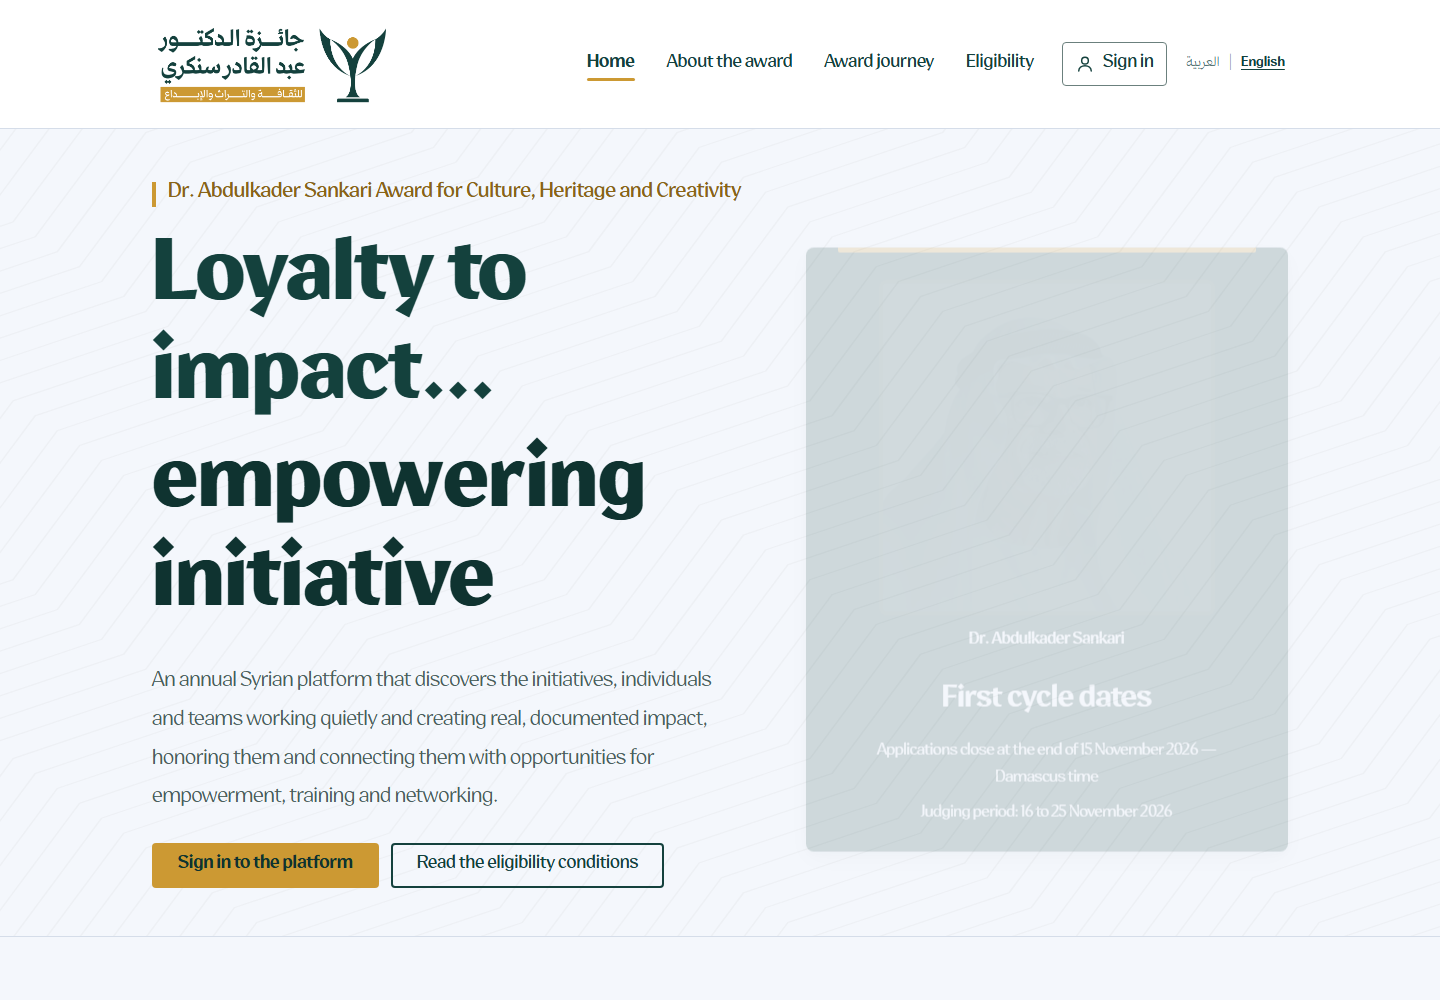 جائزة الدكتور
عبد القادر سنكري
للثقافة والتراث والإبداع
Home
About the award
Award journey
Eligibility
Sign in
العربية
English
Dr. Abdulkader Sankari Award for Culture, Heritage and Creativity
Loyalty to
impact...
empowering
initiative
An annual Syrian platform that discovers the initiatives, individuals
and teams working quietly and creating real, documented impact,
honoring them and connecting them with opportunities for
empowerment, training and networking.
Sign in to the platform
Read the eligibility conditions
Dr. Abdulkader Sankari
First cycle dates
Applications close at the end of 15 November 2026 —
Damascus time
Judging period: 16 to 25 November 2026